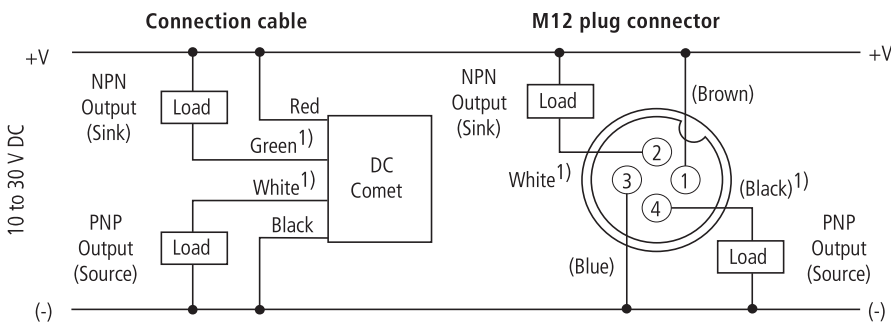 Connection cable
M12 plug connector
+V
+V
10 to 30 V DC
NPN
Output
(Sink)
Load
Red
Green1)
White1)
Black
DC
Comet
PNP
Output
(Source)
Load
NPN
Output
(Sink)
Load
(Brown)
White1)
2
3
1
4
(Black)1)
(Blue)
Load
PNP
Output
(Source)
(-)
(-)